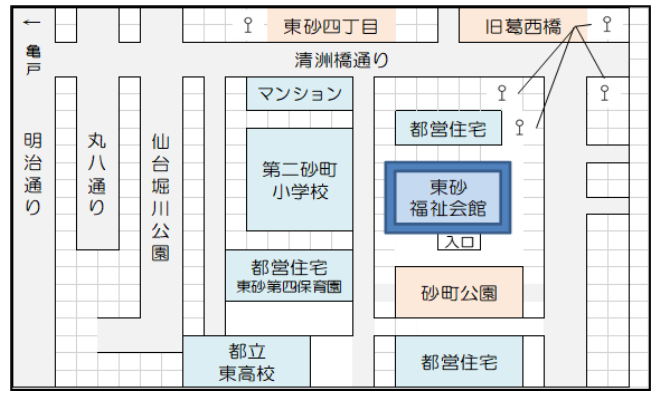 ←
亀戸
東砂四丁目
旧葛西橋
清洲橋通り
マンション
都営住宅
明治通り
丸八通り
仙台堀川公園
第二砂町
小学校
東砂
福祉会館
入口
都営住宅
東砂第四保育園
砂町公園
都立
東高校
都営住宅